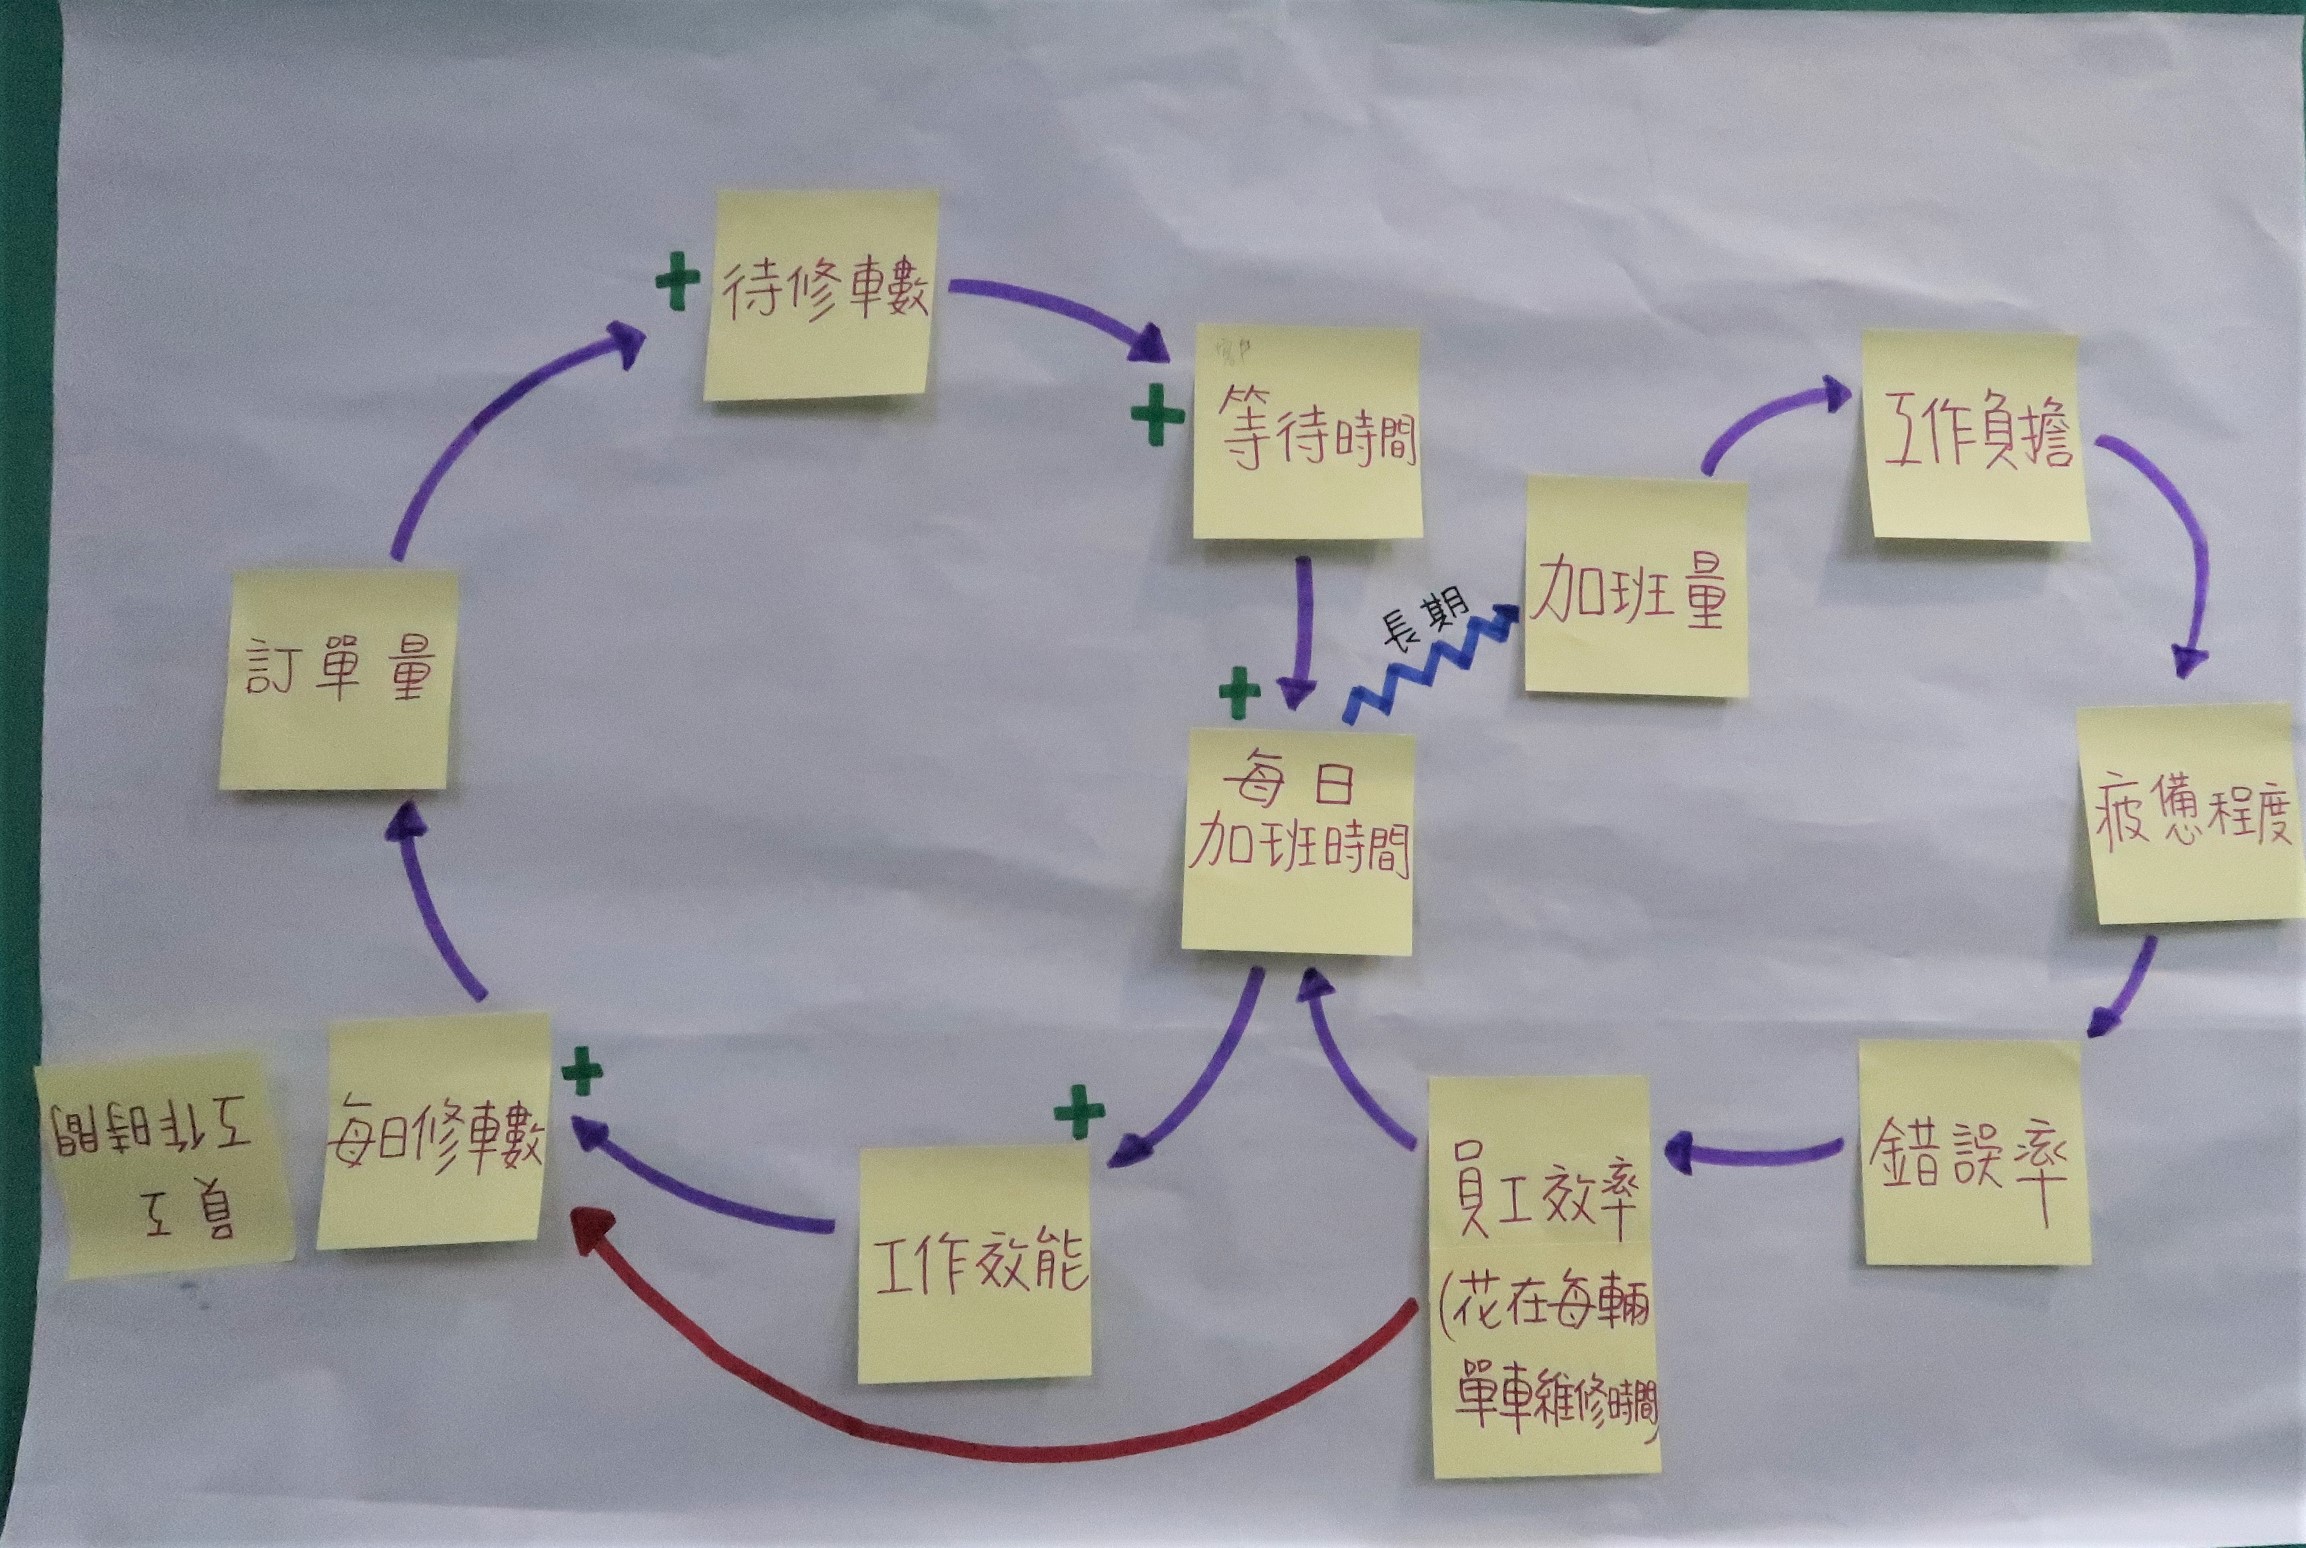 +
待修車數
+
客戶
等待時間
工作負擔
加班量
長期
訂單量
+
每日
加班時間
疲憊程度
每日修車數
+
員工
工作時間
+
工作效能
員工效率
(花在每輛
單車維修時間)
錯誤率